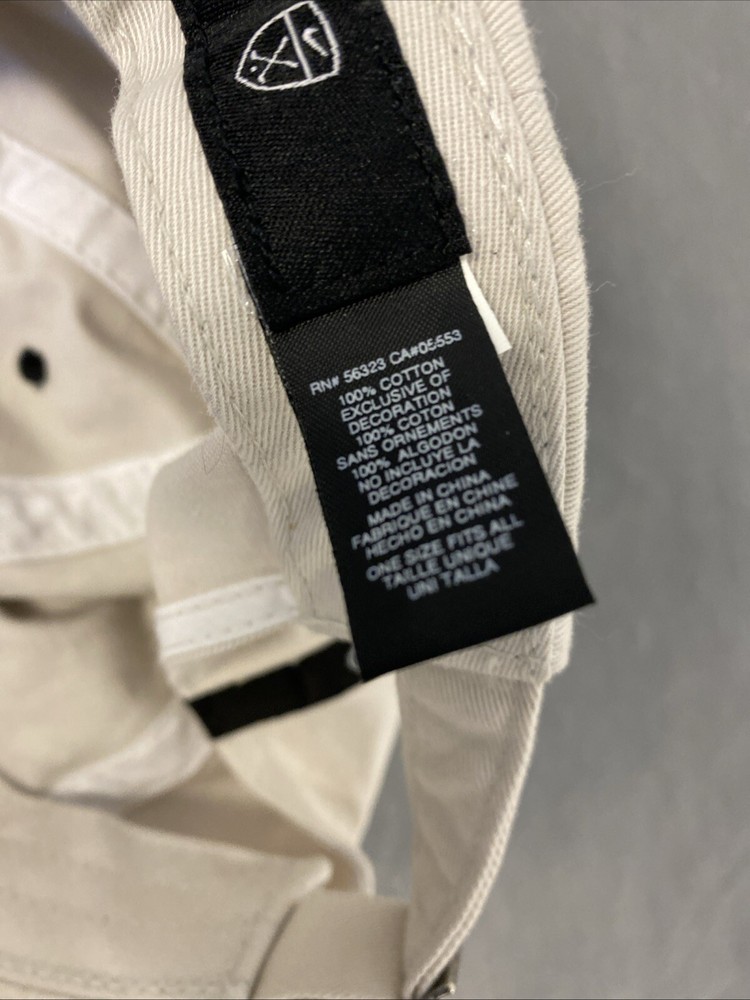 RN# 56323 CA#05553
100% COTTON
EXCLUSIVE OF
DECORATION
100% COTON
SANS ORNEMENTS
100% ALGODON
NO INCLUYE LA
DECORACION
MADE IN CHINA
FABRIQUE EN CHINE
HECHO EN CHINA
ONE SIZE FITS ALL
TAILLE UNIQUE
UNI TALLA